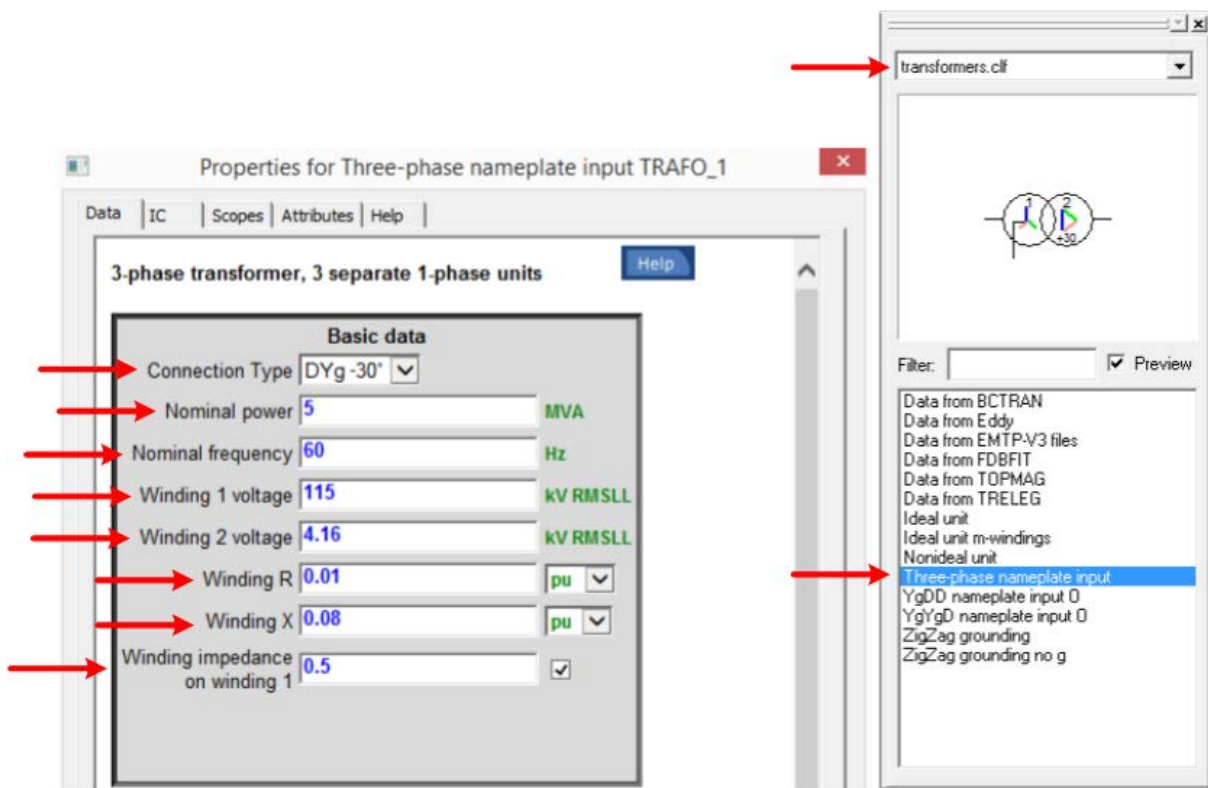 Properties for Three-phase nameplate input TRAFO_1
Data IC Scopes Attributes Help
3-phase transformer, 3 separate 1-phase units
Help
Basic data
Connection Type DYg -30°
Nominal power 5 MVA
Nominal frequency 60 Hz
Winding 1 voltage 115 kV RMSLL
Winding 2 voltage 4.16 kV RMSLL
Winding R 0.01 pu
Winding X 0.08 pu
Winding impedance
on winding 1 0.5
transformers.clf
1 2
+30
Filter: Preview
Data from BCTRAN
Data from Eddy
Data from EMTP-V3 files
Data from FDBFIT
Data from TOPMAG
Data from TRELEG
Ideal unit
Ideal unit m-windings
Nonideal unit
Three-phase nameplate input
YgDD nameplate input O
YgYgD nameplate input O
ZigZag grounding
ZigZag grounding no g